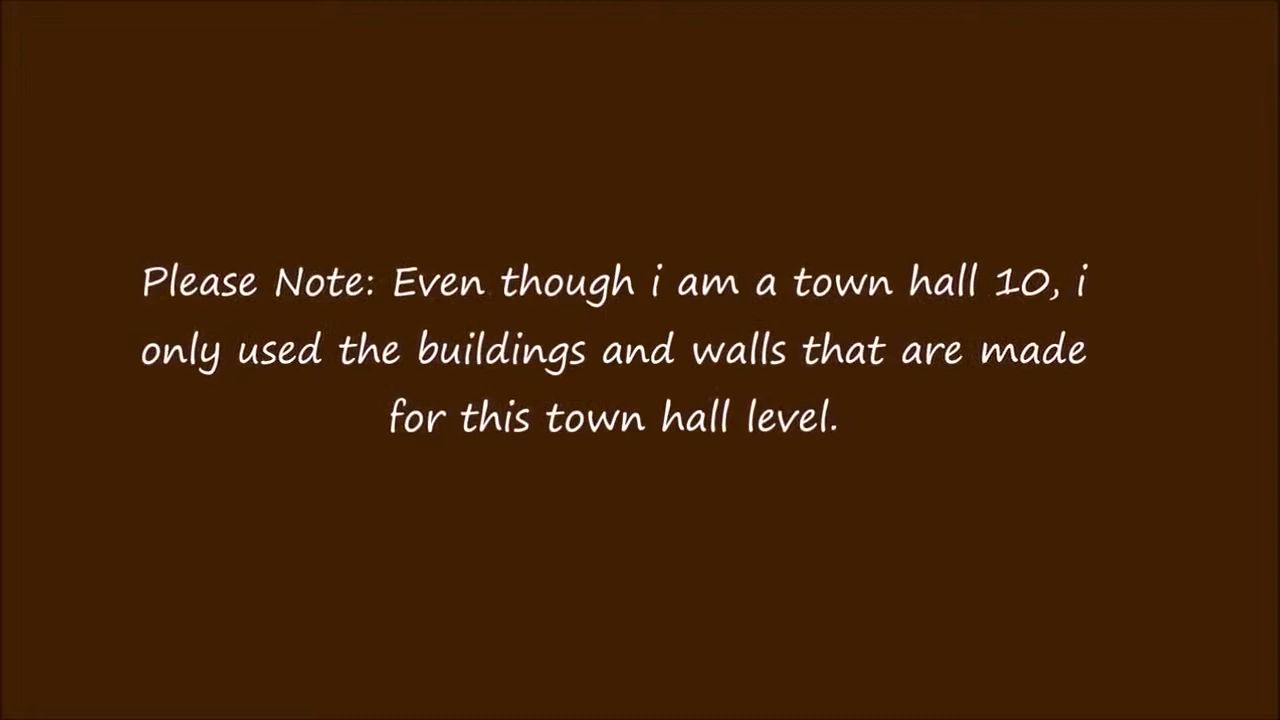 Please Note: Even though i am a town hall 10, i
only used the buildings and walls that are made
for this town hall level.